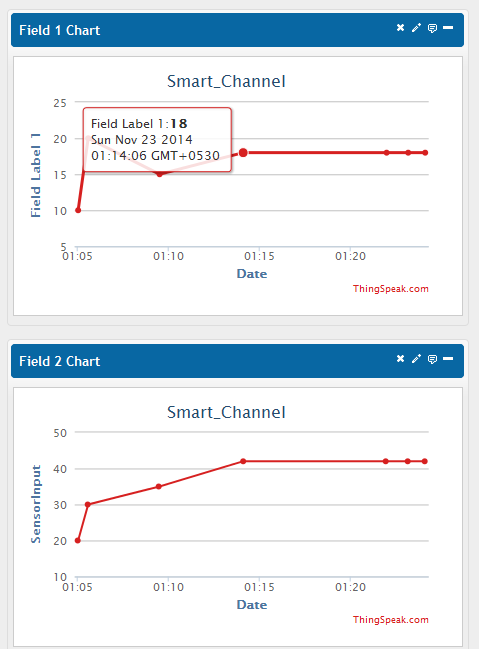 Field 1 Chart
Smart_Channel
25
20
15
10
5
Field Label 1
Field Label 1:18
Sun Nov 23 2014
01:14:06 GMT+0530
01:05 01:10 01:15 01:20
Date
ThingSpeak.com
Field 2 Chart
Smart_Channel
50
40
30
20
10
SensorInput
01:05 01:10 01:15 01:20
Date
ThingSpeak.com